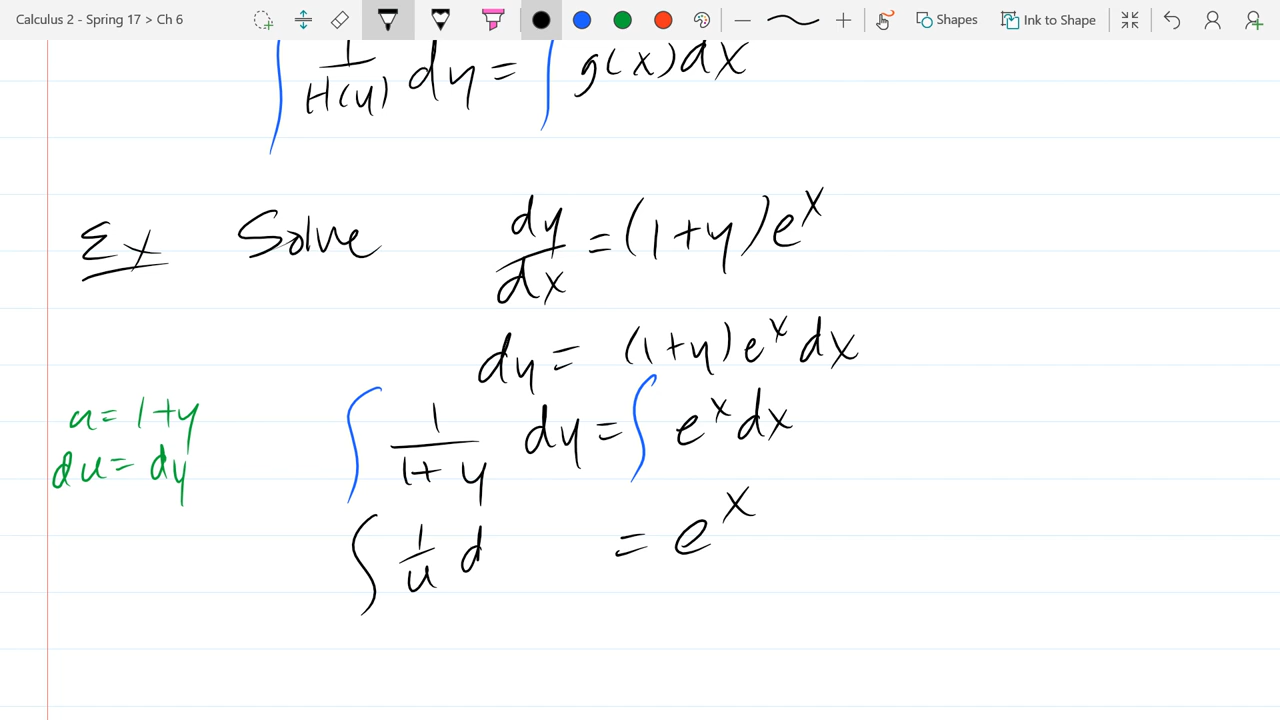 Calculus 2 - Spring 17 > Ch 6 Shapes Ink to Shape
∫ 1/H(y) dy = ∫ g(x)dx
Ex Solve dy/dx = (1+y)e^x
dy = (1+y)e^x dx
u = 1+y ∫ 1/(1+y) dy = ∫ e^x dx
du = dy
∫ 1/u d = e^x